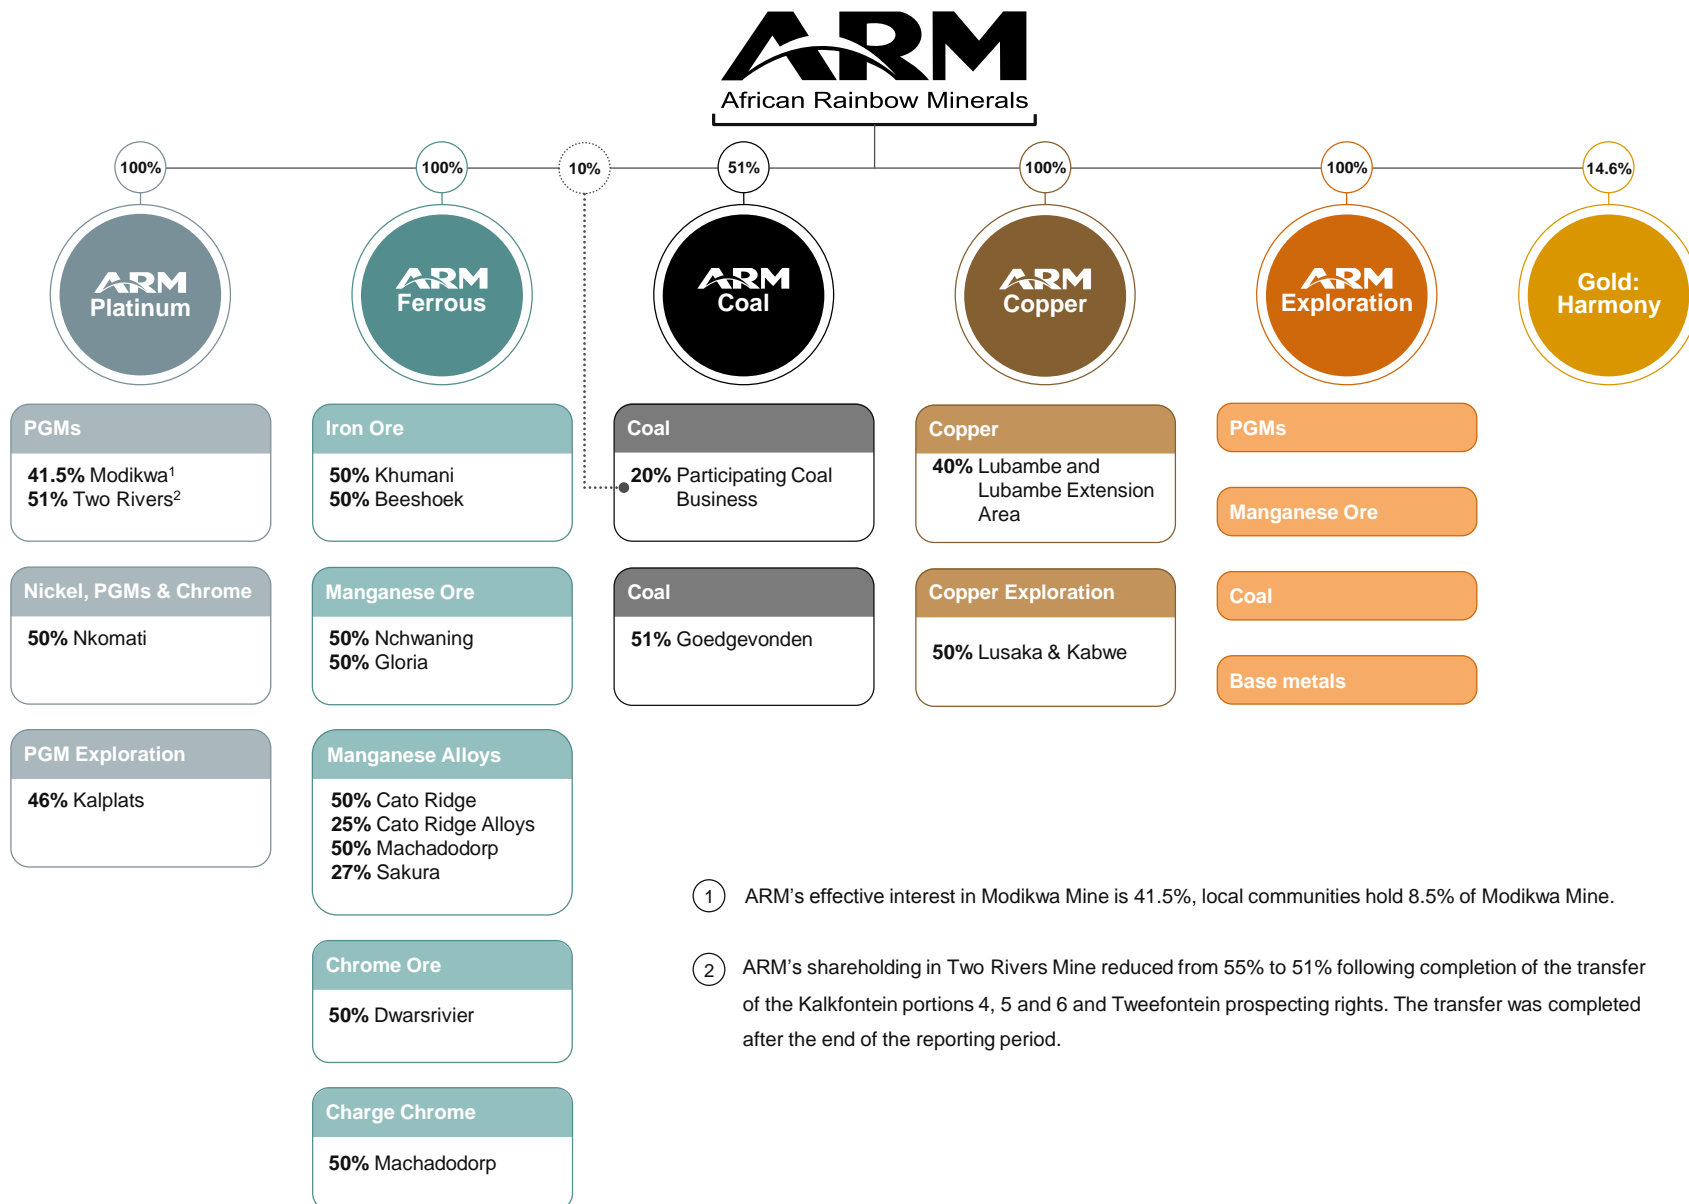 ARM
African Rainbow Minerals
100%
100%
10%
51%
100%
100%
14.6%
ARM
Platinum
ARM
Ferrous
ARM
Coal
ARM
Copper
ARM
Exploration
Gold:
Harmony
PGMs
41.5% Modikwa1
51% Two Rivers2
Nickel, PGMs & Chrome
50% Nkomati
PGM Exploration
46% Kalplats
Iron Ore
50% Khumani
50% Beeshoek
Manganese Ore
50% Nchwaning
50% Gloria
Manganese Alloys
50% Cato Ridge
25% Cato Ridge Alloys
50% Machadodorp
27% Sakura
Chrome Ore
50% Dwarsrivier
Charge Chrome
50% Machadodorp
Coal
20% Participating Coal
Business
Coal
51% Goedgevonden
Copper
40% Lubambe and
Lubambe Extension
Area
Copper Exploration
50% Lusaka & Kabwe
PGMs
Manganese Ore
Coal
Base metals
1 ARM's effective interest in Modikwa Mine is 41.5%, local communities hold 8.5% of Modikwa Mine.
2 ARM's shareholding in Two Rivers Mine reduced from 55% to 51% following completion of the transfer
of the Kalkfontein portions 4, 5 and 6 and Tweefontein prospecting rights. The transfer was completed
after the end of the reporting period.